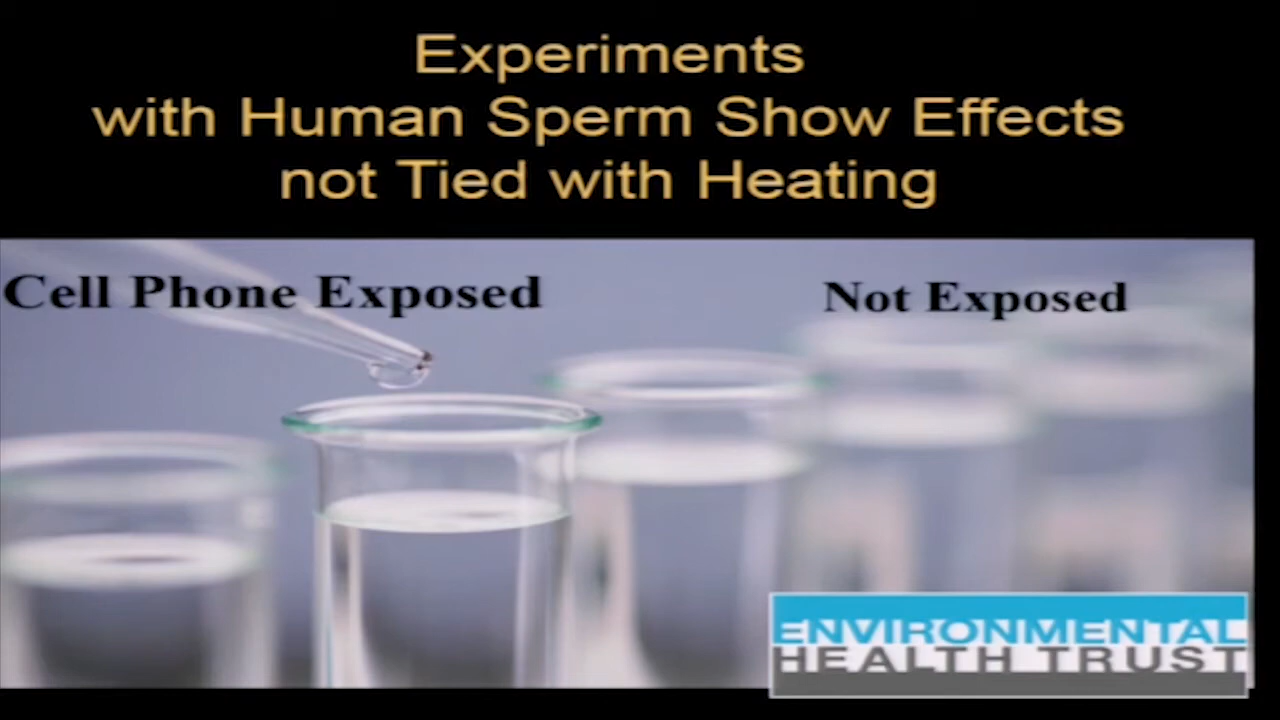 Experiments
with Human Sperm Show Effects
not Tied with Heating
Cell Phone Exposed
Not Exposed
ENVIRONMENTAL
HEALTH TRUST